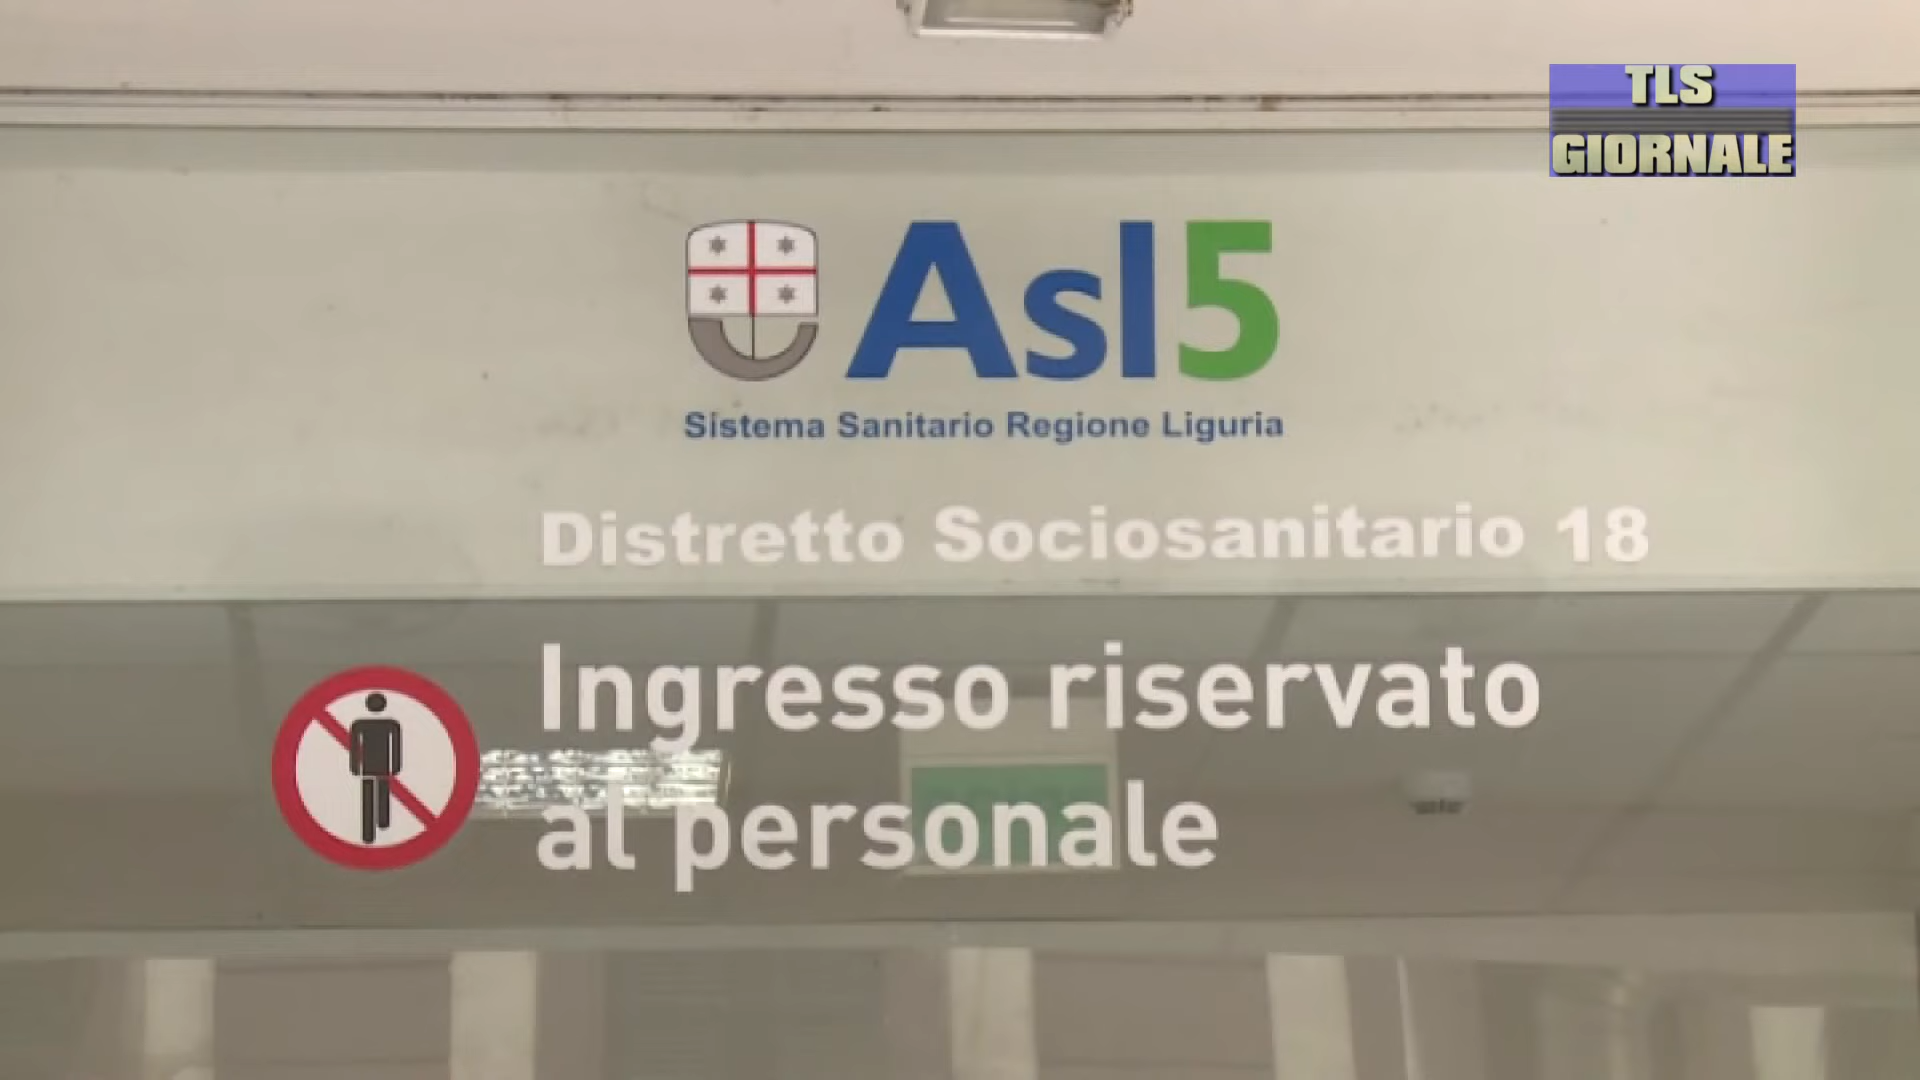 TLS
GIORNALE
Asl5
Sistema Sanitario Regione Liguria
Distretto Sociosanitario 18
Ingresso riservato
al personale